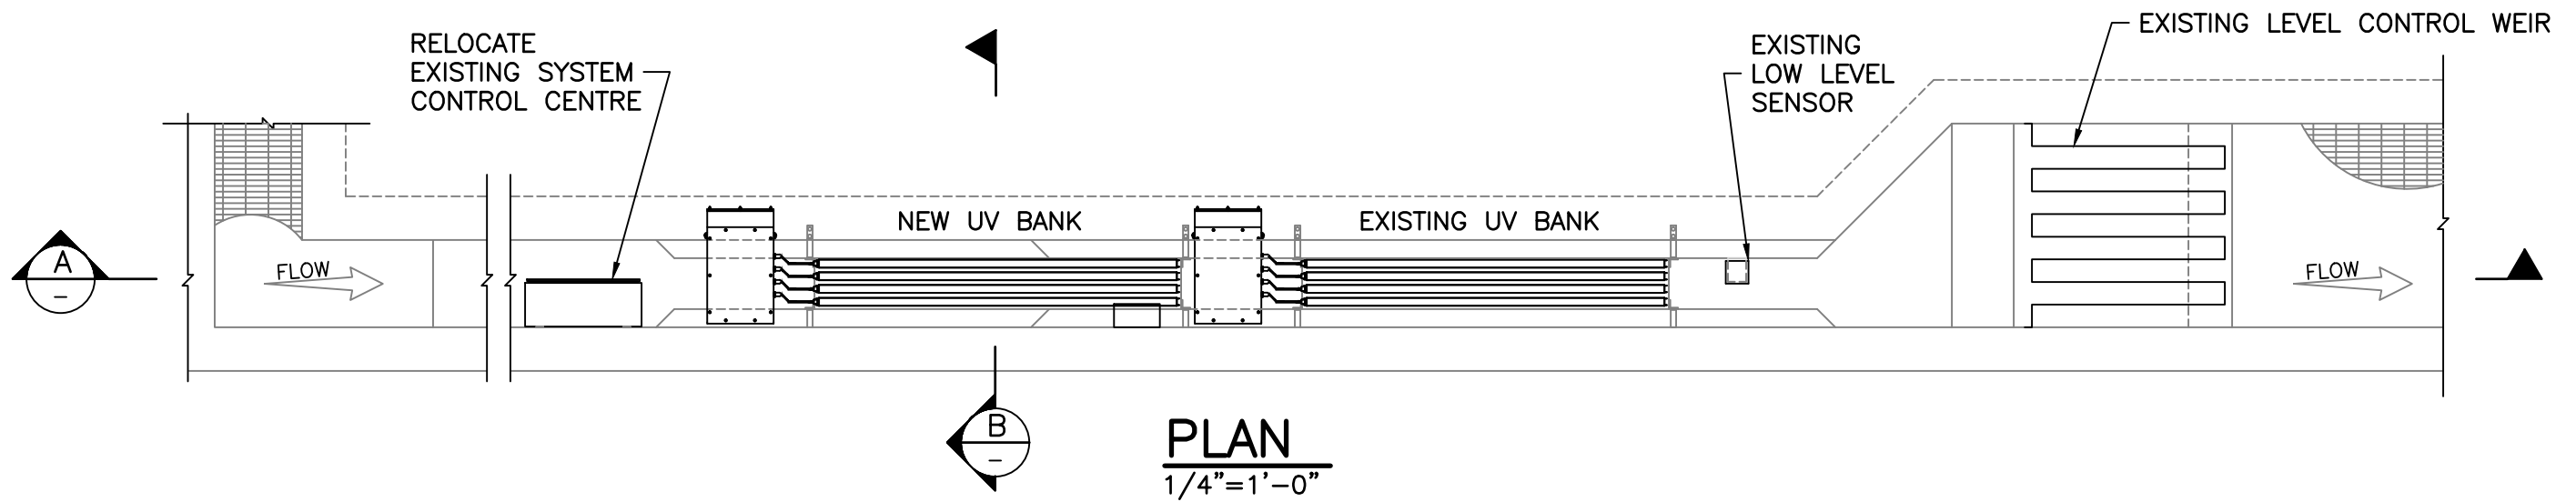 RELOCATE
EXISTING SYSTEM
CONTROL CENTRE
EXISTING
LOW LEVEL
SENSOR
EXISTING LEVEL CONTROL WEIR
NEW UV BANK
EXISTING UV BANK
A
-
FLOW
FLOW
B
-
PLAN
1/4"=1'-0"